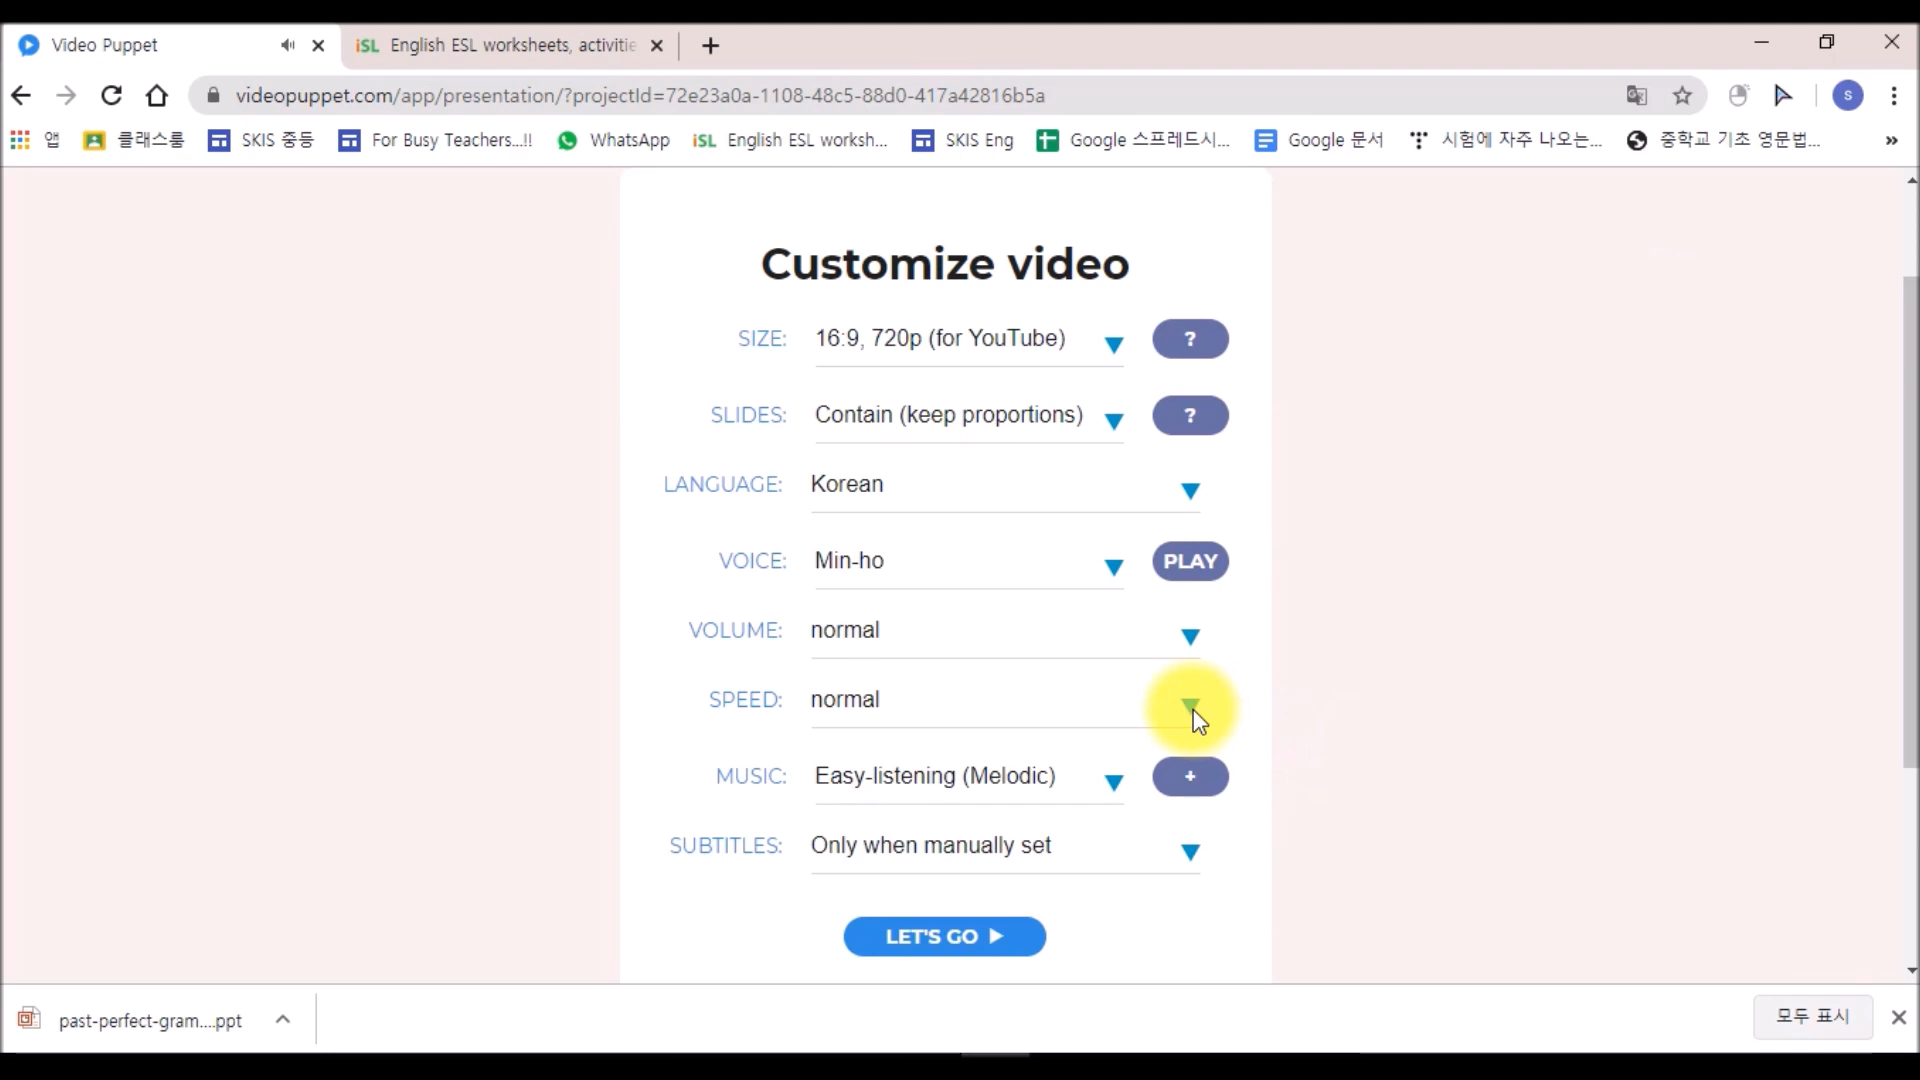 Video Puppet
iSL English ESL worksheets, activitie
videopuppet.com/app/presentation/?projectId=72e23a0a-1108-48c5-88d0-417a42816b5a
S
앱 클래스룸 SKIS 중등 For Busy Teachers...!! WhatsApp iSL English ESL worksh... SKIS Eng Google 스프레드시... Google 문서 시험에 자주 나오는... 중학교 기초 영문법... »
Customize video
SIZE: 16:9, 720p (for YouTube) ?
SLIDES: Contain (keep proportions) ?
LANGUAGE: Korean
VOICE: Min-ho PLAY
VOLUME: normal
SPEED: normal
MUSIC: Easy-listening (Melodic) +
SUBTITLES: Only when manually set
LET'S GO
past-perfect-gram....ppt
모두 표시